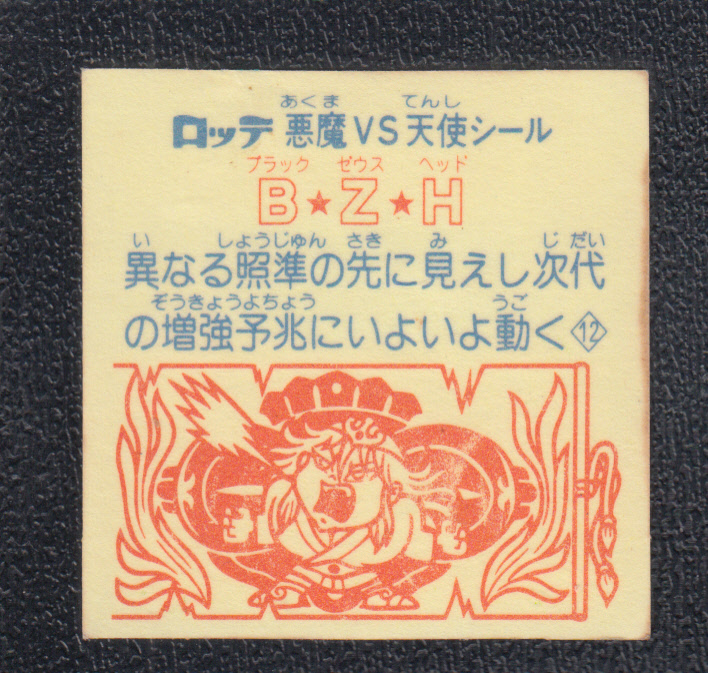 あくま てんし
ロッテ 悪魔VS天使シール
ブラック ゼウス ヘッド
B★Z★H
い しょうじゅん さき み じだい
異なる照準の先に見えし次代
ぞうきょうよちょう うご
の増強予兆にいよいよ動く 12